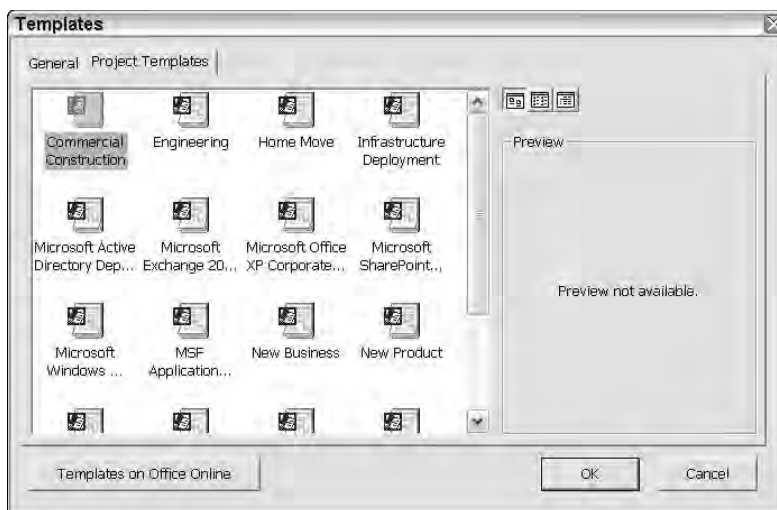 Templates
General Project Templates
Commercial Construction
Engineering
Home Move
Infrastructure Deployment
Microsoft Active Directory Dep...
Microsoft Exchange 20...
Microsoft Office XP Corporate...
Microsoft SharePoint...
Microsoft Windows ...
MSF Application...
New Business
New Product
Preview
Preview not available.
Templates on Office Online
OK
Cancel